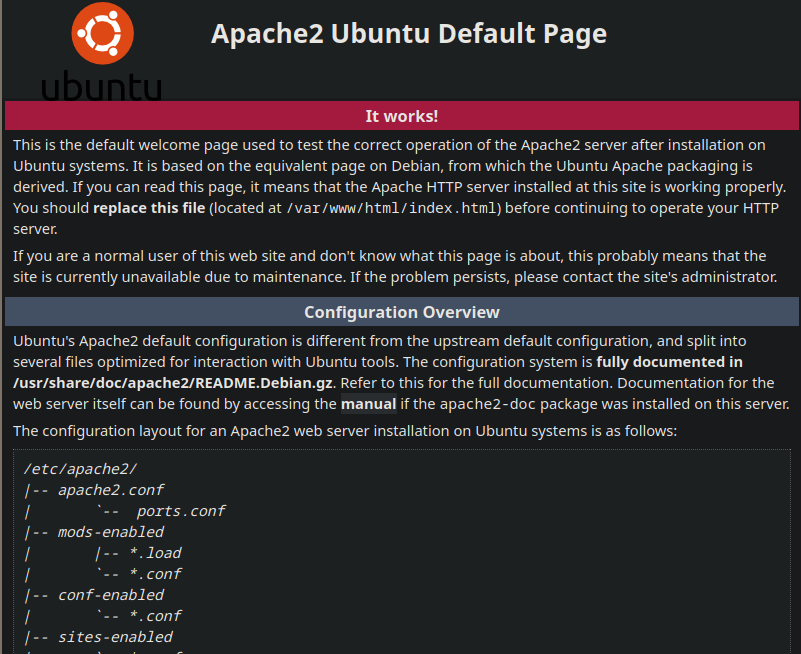 ubuntu
Apache2 Ubuntu Default Page
It works!
This is the default welcome page used to test the correct operation of the Apache2 server after installation on
Ubuntu systems. It is based on the equivalent page on Debian, from which the Ubuntu Apache packaging is
derived. If you can read this page, it means that the Apache HTTP server installed at this site is working properly.
You should replace this file (located at /var/www/html/index.html) before continuing to operate your HTTP
server.
If you are a normal user of this web site and don't know what this page is about, this probably means that the
site is currently unavailable due to maintenance. If the problem persists, please contact the site's administrator.
Configuration Overview
Ubuntu's Apache2 default configuration is different from the upstream default configuration, and split into
several files optimized for interaction with Ubuntu tools. The configuration system is fully documented in
/usr/share/doc/apache2/README.Debian.gz. Refer to this for the full documentation. Documentation for the
web server itself can be found by accessing the manual if the apache2-doc package was installed on this server.
The configuration layout for an Apache2 web server installation on Ubuntu systems is as follows:
/etc/apache2/
|-- apache2.conf
|       `--  ports.conf
|-- mods-enabled
|       |-- *.load
|       `-- *.conf
|-- conf-enabled
|       `-- *.conf
|-- sites-enabled